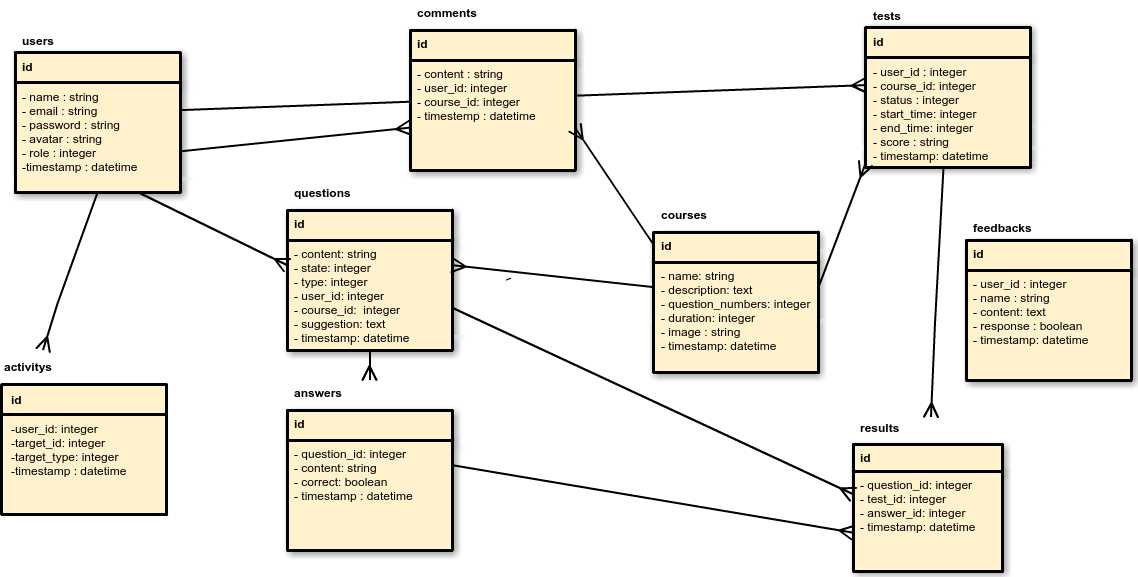 users
id
- name : string
- email : string
- password : string
- avatar : string
- role : integer
-timestamp : datetime
comments
id
- content : string
- user_id: integer
- course_id: integer
- timestemp : datetime
tests
id
- user_id : integer
- course_id: integer
- status : integer
- start_time: integer
- end_time: integer
- score : string
- timestamp: datetime
questions
id
- content: string
- state: integer
- type: integer
- user_id: integer
- course_id:  integer
- suggestion: text
- timestamp: datetime
courses
id
- name: string
- description: text
- question_numbers: integer
- duration: integer
- image : string
- timestamp: datetime
feedbacks
id
- user_id : integer
- name : string
- content: text
- response : boolean
- timestamp: datetime
activitys
id
-user_id: integer
-target_id: integer
-target_type: integer
-timestamp : datetime
answers
id
- question_id: integer
- content: string
- correct: boolean
- timestamp : datetime
results
id
- question_id: integer
- test_id: integer
- answer_id: integer
- timestamp: datetime